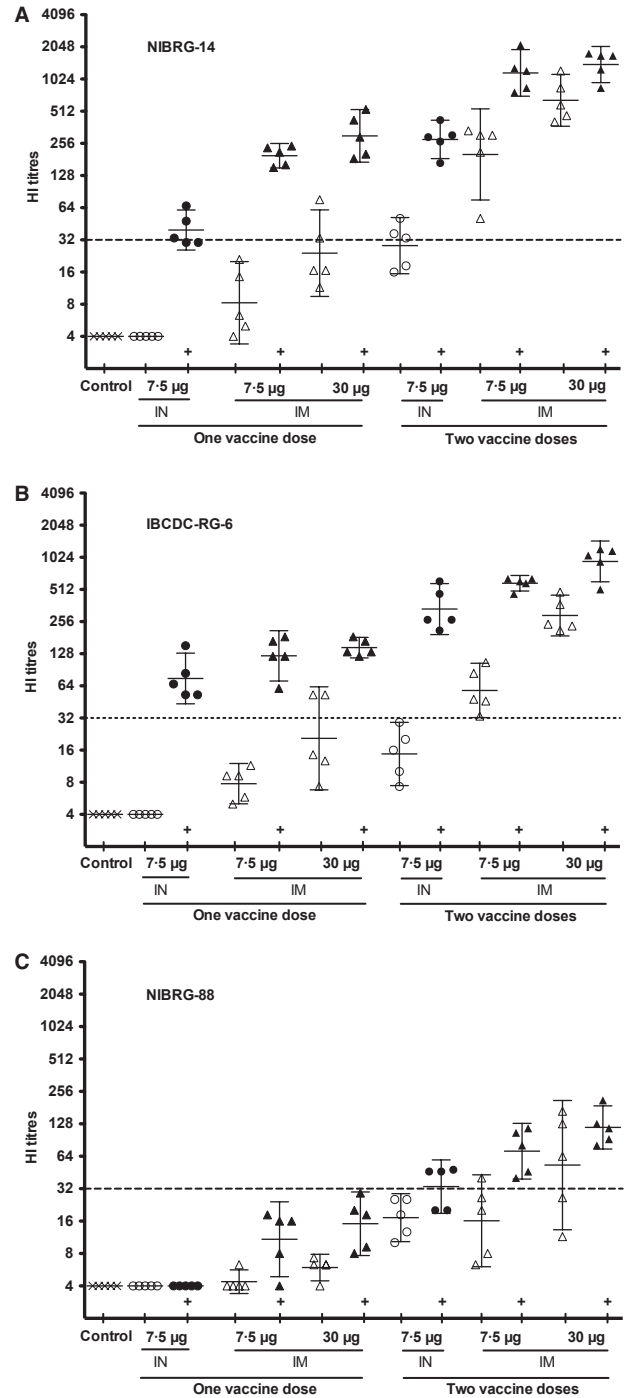 A
NIBRG-14
HI titres
4096
2048
1024
512
256
128
64
32
16
8
4
+ + + + + +
Control 7·5 µg 7·5 µg 30 µg 7·5 µg 7·5 µg 30 µg
IN IM IN IM
One vaccine dose Two vaccine doses
B
IBCDC-RG-6
HI titres
4096
2048
1024
512
256
128
64
32
16
8
4
+ + + + + +
Control 7·5 µg 7·5 µg 30 µg 7·5 µg 7·5 µg 30 µg
IN IM IN IM
One vaccine dose Two vaccine doses
C
NIBRG-88
HI titres
4096
2048
1024
512
256
128
64
32
16
8
4
+ + + + + +
Control 7·5 µg 7·5 µg 30 µg 7·5 µg 7·5 µg 30 µg
IN IM IN IM
One vaccine dose Two vaccine doses